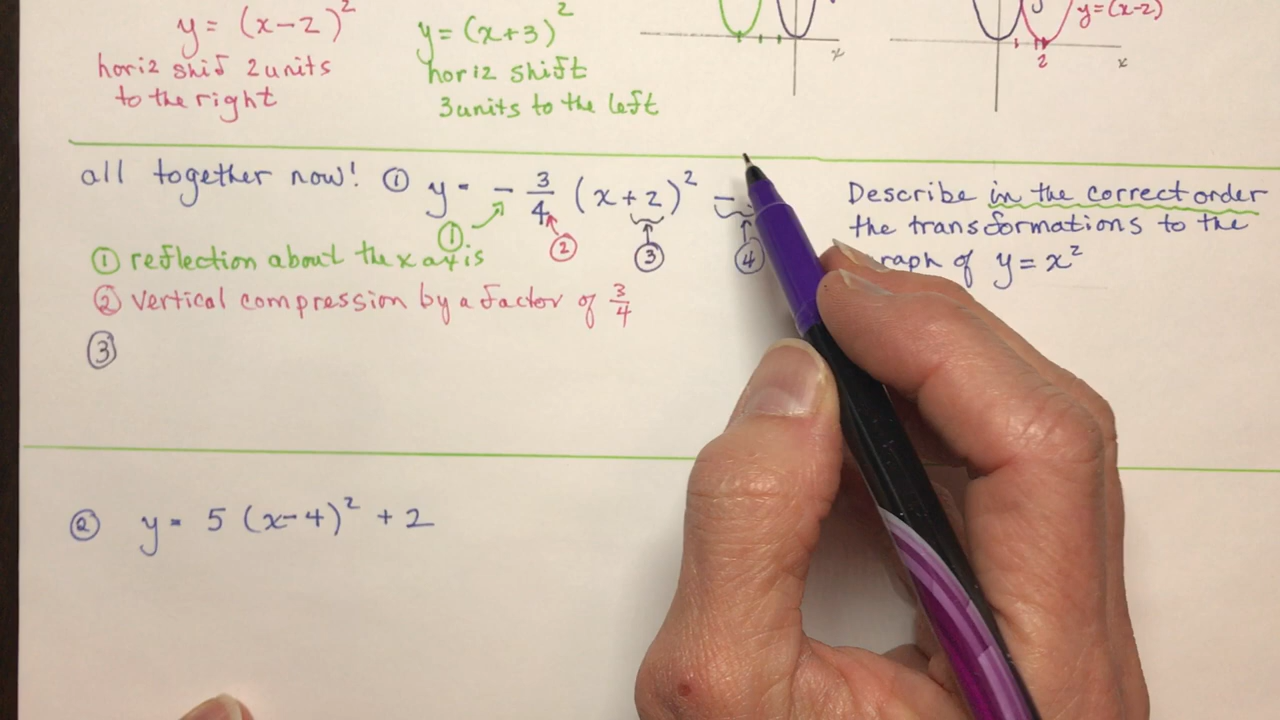 y = (x-2)²
horiz shif 2units
to the right
y = (x+3)²
horiz shift
3units to the left
x
y=(x-2)
2
x
all together now! ① y = - 3/4 (x+2)² -
① ② ③ ④
Describe in the correct order
the transformations to the
raph of y = x²
① reflection about the x axis
② vertical compression by a factor of 3/4
③
② y = 5 (x-4)² + 2